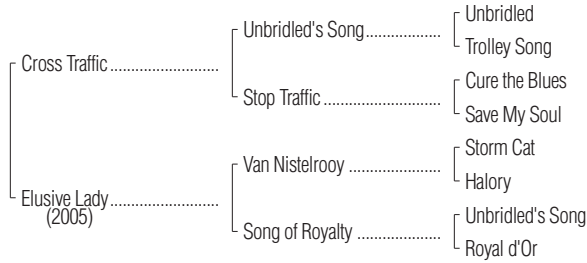 Unbridled
Unbridled's Song
Trolley Song
Cross Traffic
Cure the Blues
Stop Traffic
Save My Soul
Storm Cat
Van Nistelrooy
Halory
Elusive Lady
(2005)
Unbridled's Song
Song of Royalty
Royal d'Or